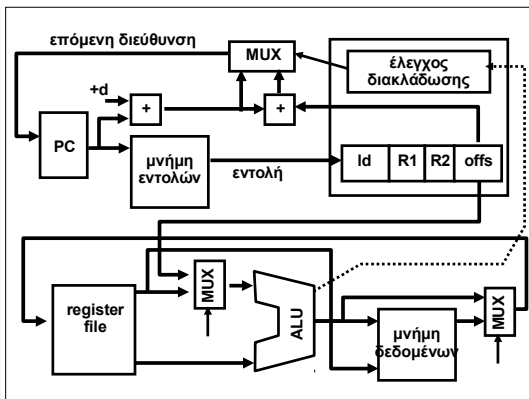 επόμενη διεύθυνση
MUX
έλεγχος
διακλάδωσης
+d
+
+
PC
μνήμη
εντολών
εντολή
ld R1 R2 offs
register
file
MUX
ALU
μνήμη
δεδομένων
MUX